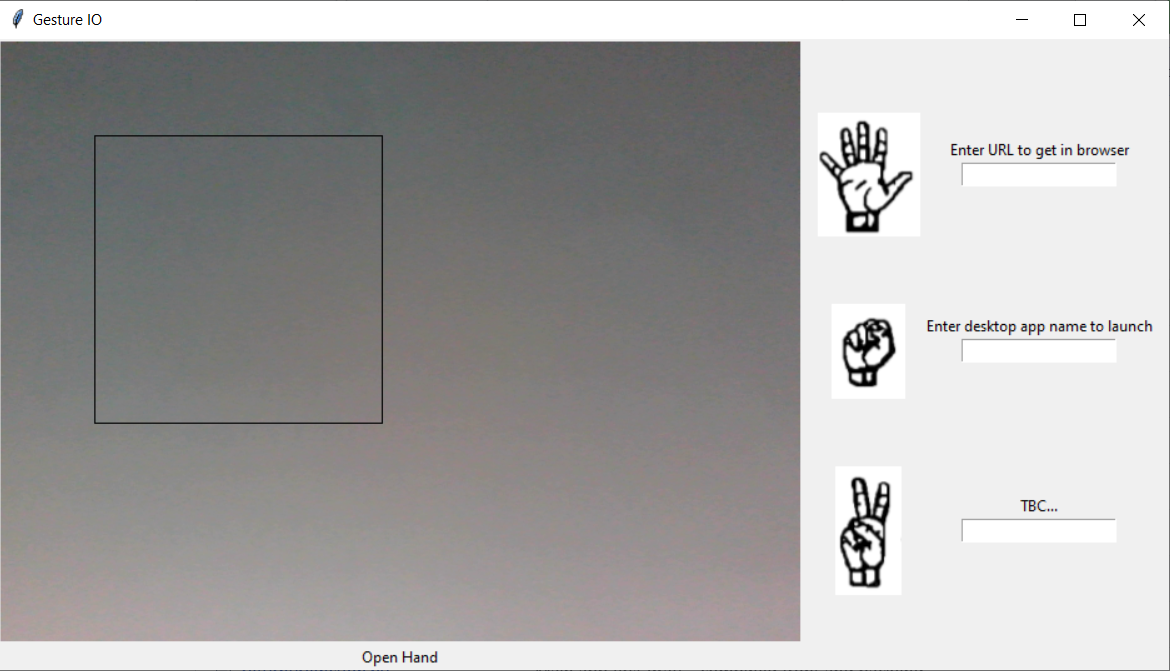 Gesture IO
Enter URL to get in browser
Enter desktop app name to launch
TBC...
Open Hand